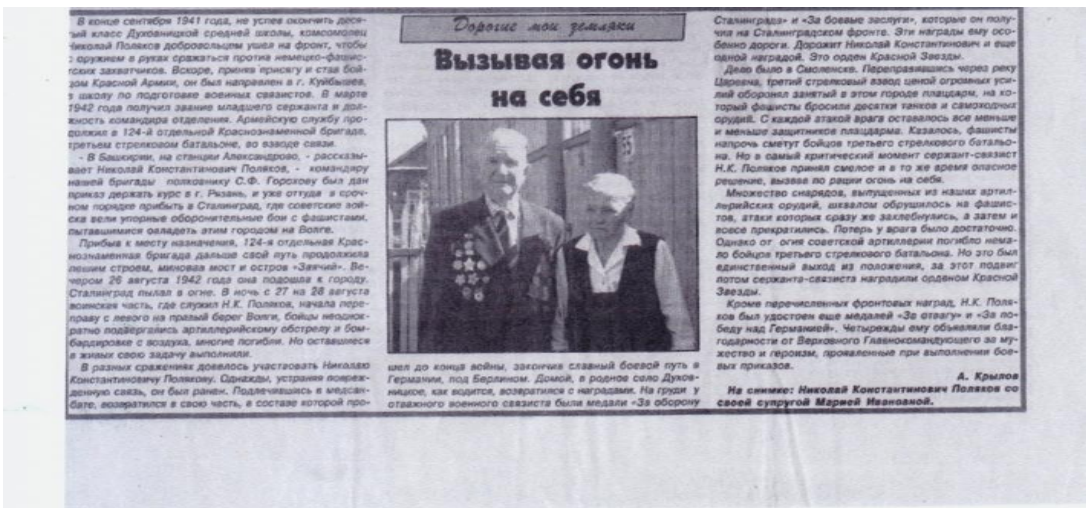 В конце сентября 1941 года, не успев окончить деся-
тый класс Духовницкой средней школы, комсомолец
Николай Поляков добровольцем ушел на фронт, чтобы
с оружием в руках сражаться против немецко-фашис-
тских захватчиков. Вскоре, приняв присягу и став бой-
цом Красной Армии, он был направлен в г. Куйбышев,
в школу по подготовке военных связистов. В марте
1942 года получил звание младшего сержанта и дол-
жность командира отделения. Армейскую службу про-
должил в 124-й отдельной Краснознаменной бригаде,
третьем стрелковом батальоне, во взводе связи.
- В Башкирии, на станции Александрово, - рассказы-
вает Николай Константинович Поляков, - командиру
нашей бригады полковнику С.Ф. Горохову был дан
приказ держать курс в г. Рязань, и уже оттуда в сроч-
ном порядке прибыть в Сталинград, где советские вой-
ска вели упорные оборонительные бои с фашистами,
пытавшимися овладеть этим городом на Волге.
Прибыв к месту назначения, 124-я отдельная Крас-
нознаменная бригада дальше свой путь продолжила
пешим строем, миновав мост и остров «Заячий». Ве-
чером 26 августа 1942 года она подошла к городу.
Сталинград пылал в огне. В ночь с 27 на 28 августа
воинская часть, где служил Н.К. Поляков, начала пере-
праву с левого на правый берег Волги, бойцы неоднок-
ратно подвергались артиллерийскому обстрелу и бом-
бардировке с воздуха, многие погибли. Но оставшиеся
в живых свою задачу выполнили.
В разных сражениях довелось участвовать Николаю
Константиновичу Полякову. Однажды, устраняя повреж-
денную связь, он был ранен. Подлечившись в медсан-
бате, возвратился в свою часть, в составе которой про-
Дорогие мои земляки
Вызывая огонь
на себя
55
шел до конца войны, закончив славный боевой путь в
Германии, под Берлином. Домой, в родное село Духов-
ницкое, как водится, возвратился с наградами. На груди у
отважного военного связиста были медали «За оборону
Сталинграда» и «За боевые заслуги», которые он полу-
чил на Сталинградском фронте. Эти награды ему осо-
бенно дороги. Дорожит Николай Константинович и еще
одной наградой. Это орден Красной Звезды.
Дело было в Смоленске. Переправившись через реку
Царевна, третий стрелковый взвод ценой огромных уси-
лий оборонял занятый в этом городе плацдарм, на ко-
торый фашисты бросили десятки танков и самоходных
орудий. С каждой атакой врага оставалось все меньше
и меньше защитников плацдарма. Казалось, фашисты
напрочь сметут бойцов третьего стрелкового батальо-
на. Но в самый критический момент сержант-связист
Н.К. Поляков принял смелое и в то же время опасное
решение, вызвав по рации огонь на себя.
Множество снарядов, выпущенных из наших артил-
лерийских орудий, шквалом обрушилось на фашис-
тов, атаки которых сразу же захлебнулись, а затем и
вовсе прекратились. Потерь у врага было достаточно.
Однако от огня советской артиллерии погибло нема-
ло бойцов третьего стрелкового батальона. Но это был
единственный выход из положения, за этот подвиг
потом сержанта-связиста наградили орденом Красной
Звезды.
Кроме перечисленных фронтовых наград, Н.К. Поля-
ков был удостоен еще медалей «За отвагу» и «За по-
беду над Германией». Четырежды ему объявляли бла-
годарности от Верховного Главнокомандующего за му-
жество и героизм, проявленные при выполнении бое-
вых приказов.
А. Крылов
На снимке: Николай Константинович Поляков со
своей супругой Марией Ивановной.